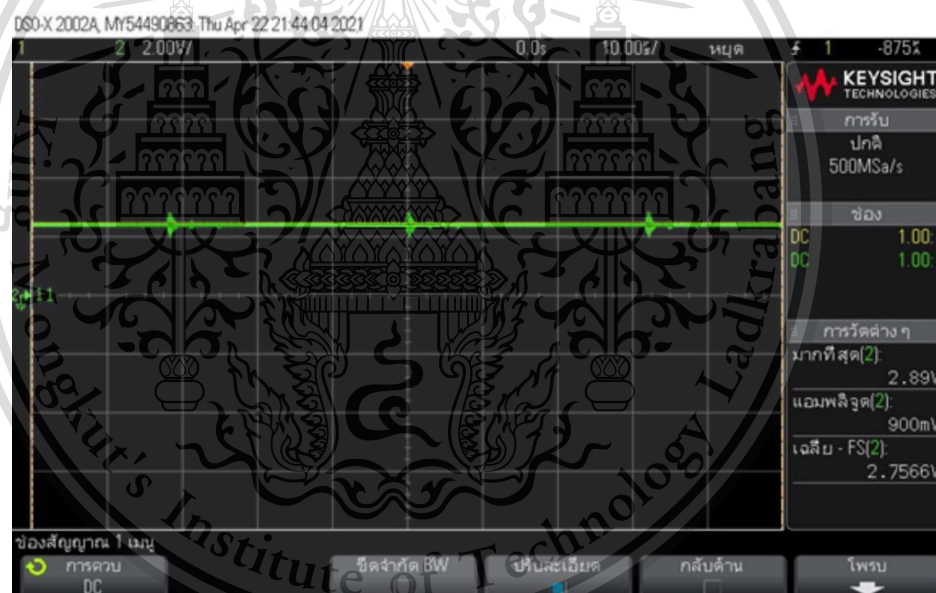 DSO-X 2002A, MY54490863: Thu Apr 22 21:44:04 2021
1 2 2.00V/ 0.0s 10.00s/ หยุด 1 -875%
KEYSIGHT
TECHNOLOGIES
การรับ
ปกติ
500MSa/s
ช่อง
DC 1.00:
DC 1.00:
การวัดต่าง ๆ
มากที่สุด(2):
2.89V
แอมพลิจูด(2):
900mV
เฉลี่ย - FS(2):
2.7566V
King Mongkut's Institute of Technology Ladkrabang
ช่องสัญญาณ 1 เมนู
การควบ
DC
ขีดจำกัด BW
ปรับละเอียด
กลับด้าน
โพรบ